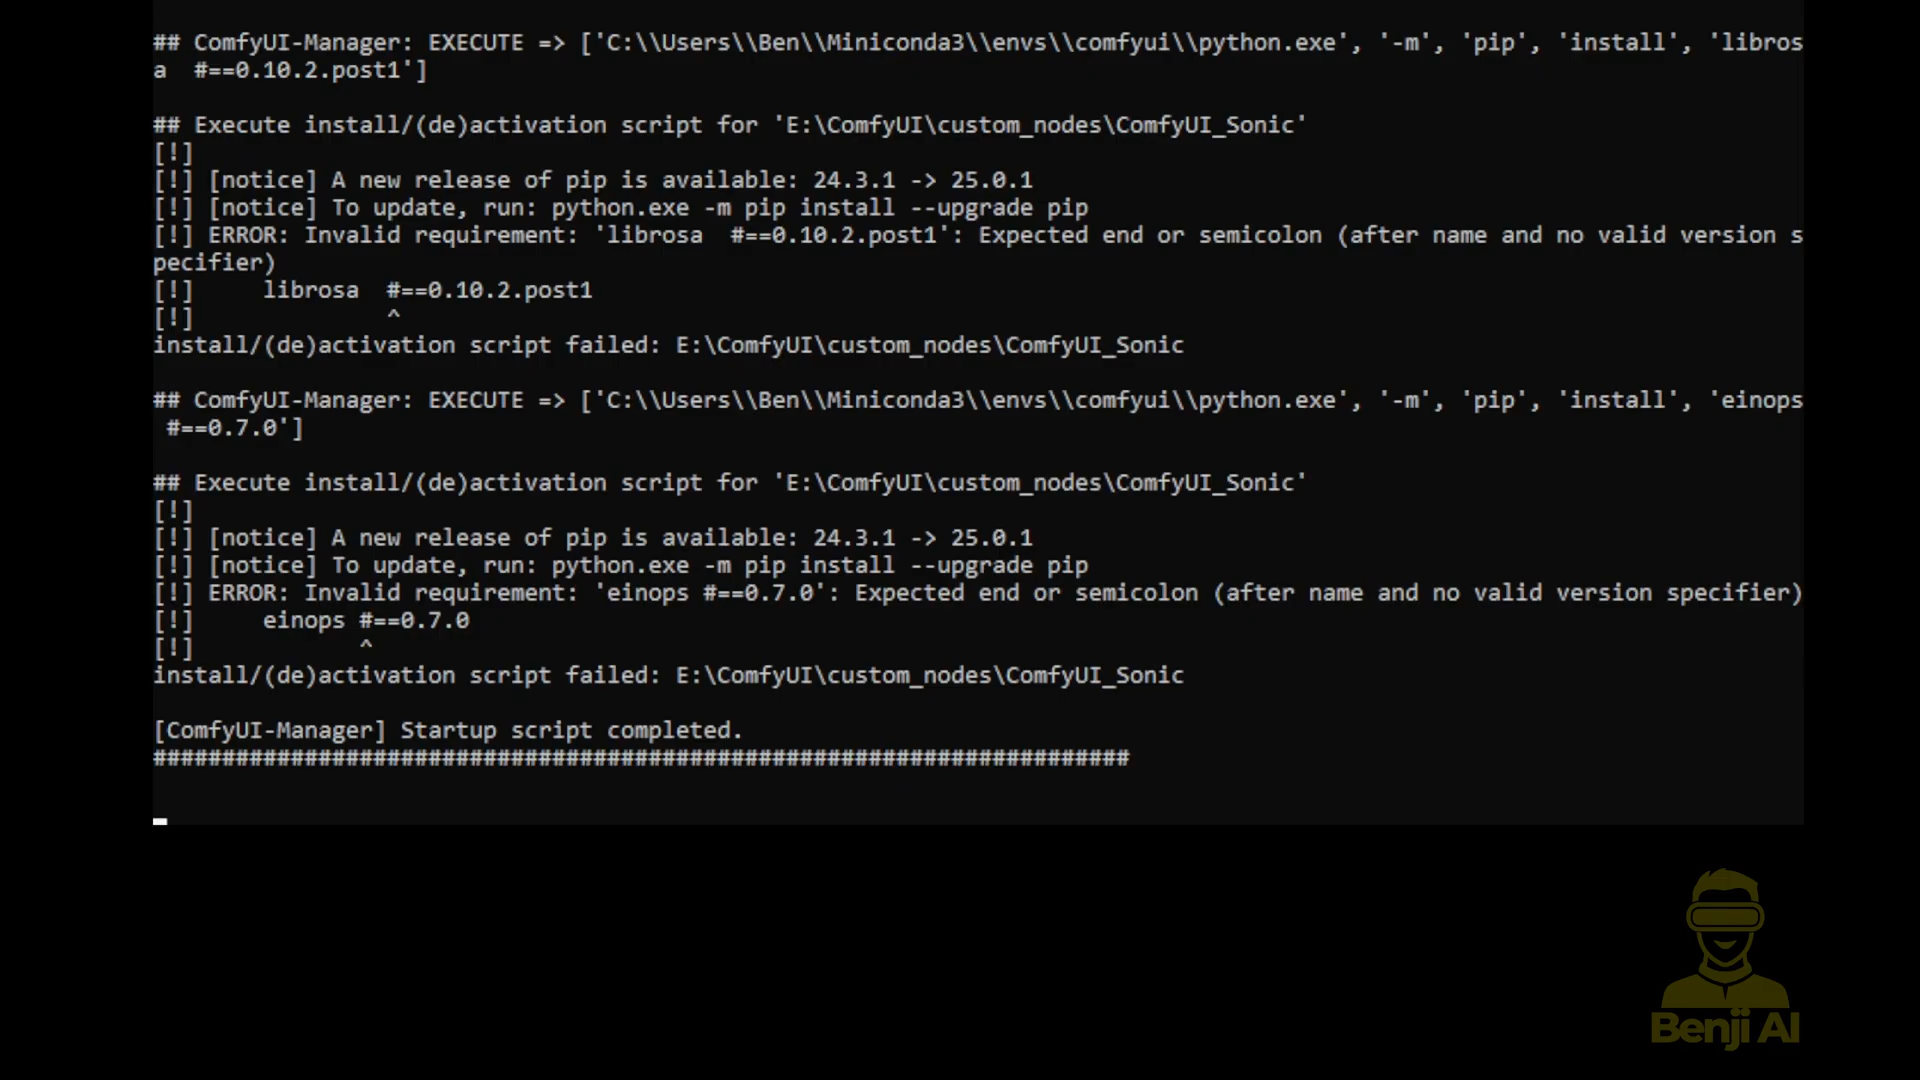 ## ComfyUI-Manager: EXECUTE => ['C:\\Users\\Ben\\Miniconda3\\envs\\comfyui\\python.exe', '-m', 'pip', 'install', 'libros
a  #==0.10.2.post1']
## Execute install/(de)activation script for 'E:\ComfyUI\custom_nodes\ComfyUI_Sonic'
[!]
[!] [notice] A new release of pip is available: 24.3.1 -> 25.0.1
[!] [notice] To update, run: python.exe -m pip install --upgrade pip
[!] ERROR: Invalid requirement: 'librosa  #==0.10.2.post1': Expected end or semicolon (after name and no valid version s
pecifier)
[!]     librosa  #==0.10.2.post1
[!]              ^
install/(de)activation script failed: E:\ComfyUI\custom_nodes\ComfyUI_Sonic
## ComfyUI-Manager: EXECUTE => ['C:\\Users\\Ben\\Miniconda3\\envs\\comfyui\\python.exe', '-m', 'pip', 'install', 'einops
 #==0.7.0']
## Execute install/(de)activation script for 'E:\ComfyUI\custom_nodes\ComfyUI_Sonic'
[!]
[!] [notice] A new release of pip is available: 24.3.1 -> 25.0.1
[!] [notice] To update, run: python.exe -m pip install --upgrade pip
[!] ERROR: Invalid requirement: 'einops #==0.7.0': Expected end or semicolon (after name and no valid version specifier)
[!]     einops #==0.7.0
[!]            ^
install/(de)activation script failed: E:\ComfyUI\custom_nodes\ComfyUI_Sonic
[ComfyUI-Manager] Startup script completed.
#######################################################################
Benji AI